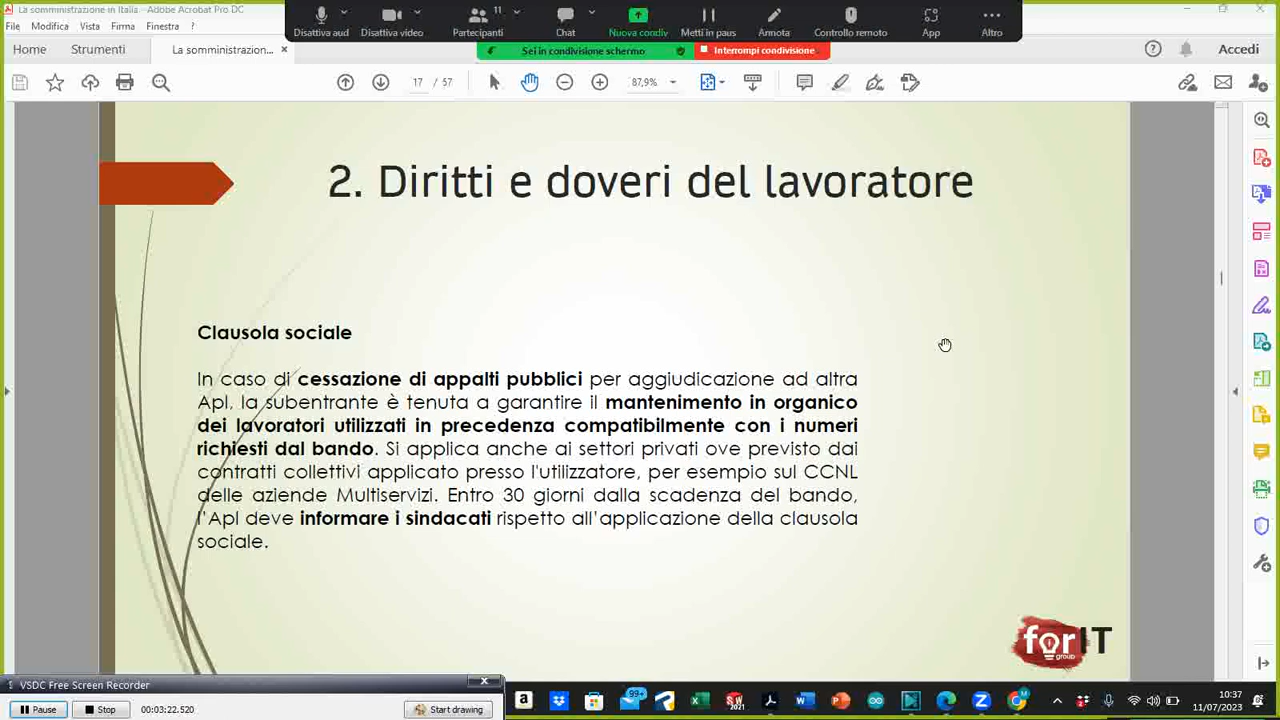 La somministrazione in Italia - Adobe Acrobat Pro DC
File Modifica Vista Firma Finestra ?
Disattiva aud Disattiva video Partecipanti 11 Chat Nuova condiv Metti in paus Annota Controllo remoto App Altro
Sei in condivisione schermo Interrompi condivisione
Home Strumenti La somministrazion... × Accedi
17 / 57 87,9%
2. Diritti e doveri del lavoratore
Clausola sociale
In caso di cessazione di appalti pubblici per aggiudicazione ad altra
Apl, la subentrante è tenuta a garantire il mantenimento in organico
dei lavoratori utilizzati in precedenza compatibilmente con i numeri
richiesti dal bando. Si applica anche ai settori privati ove previsto dai
contratti collettivi applicato presso l'utilizzatore, per esempio sul CCNL
delle aziende Multiservizi. Entro 30 giorni dalla scadenza del bando,
l'Apl deve informare i sindacati rispetto all'applicazione della clausola
sociale.
forIT
group
VSDC Free Screen Recorder
Pause Stop 00:03:22.520 Start drawing
99+
SW
2021
10:37
11/07/2023